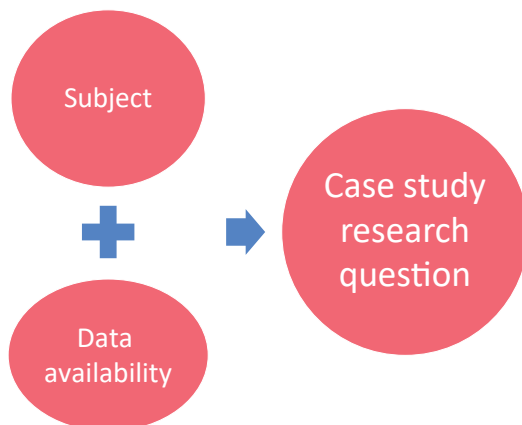 Subject
Data
availability
Case study
research
question